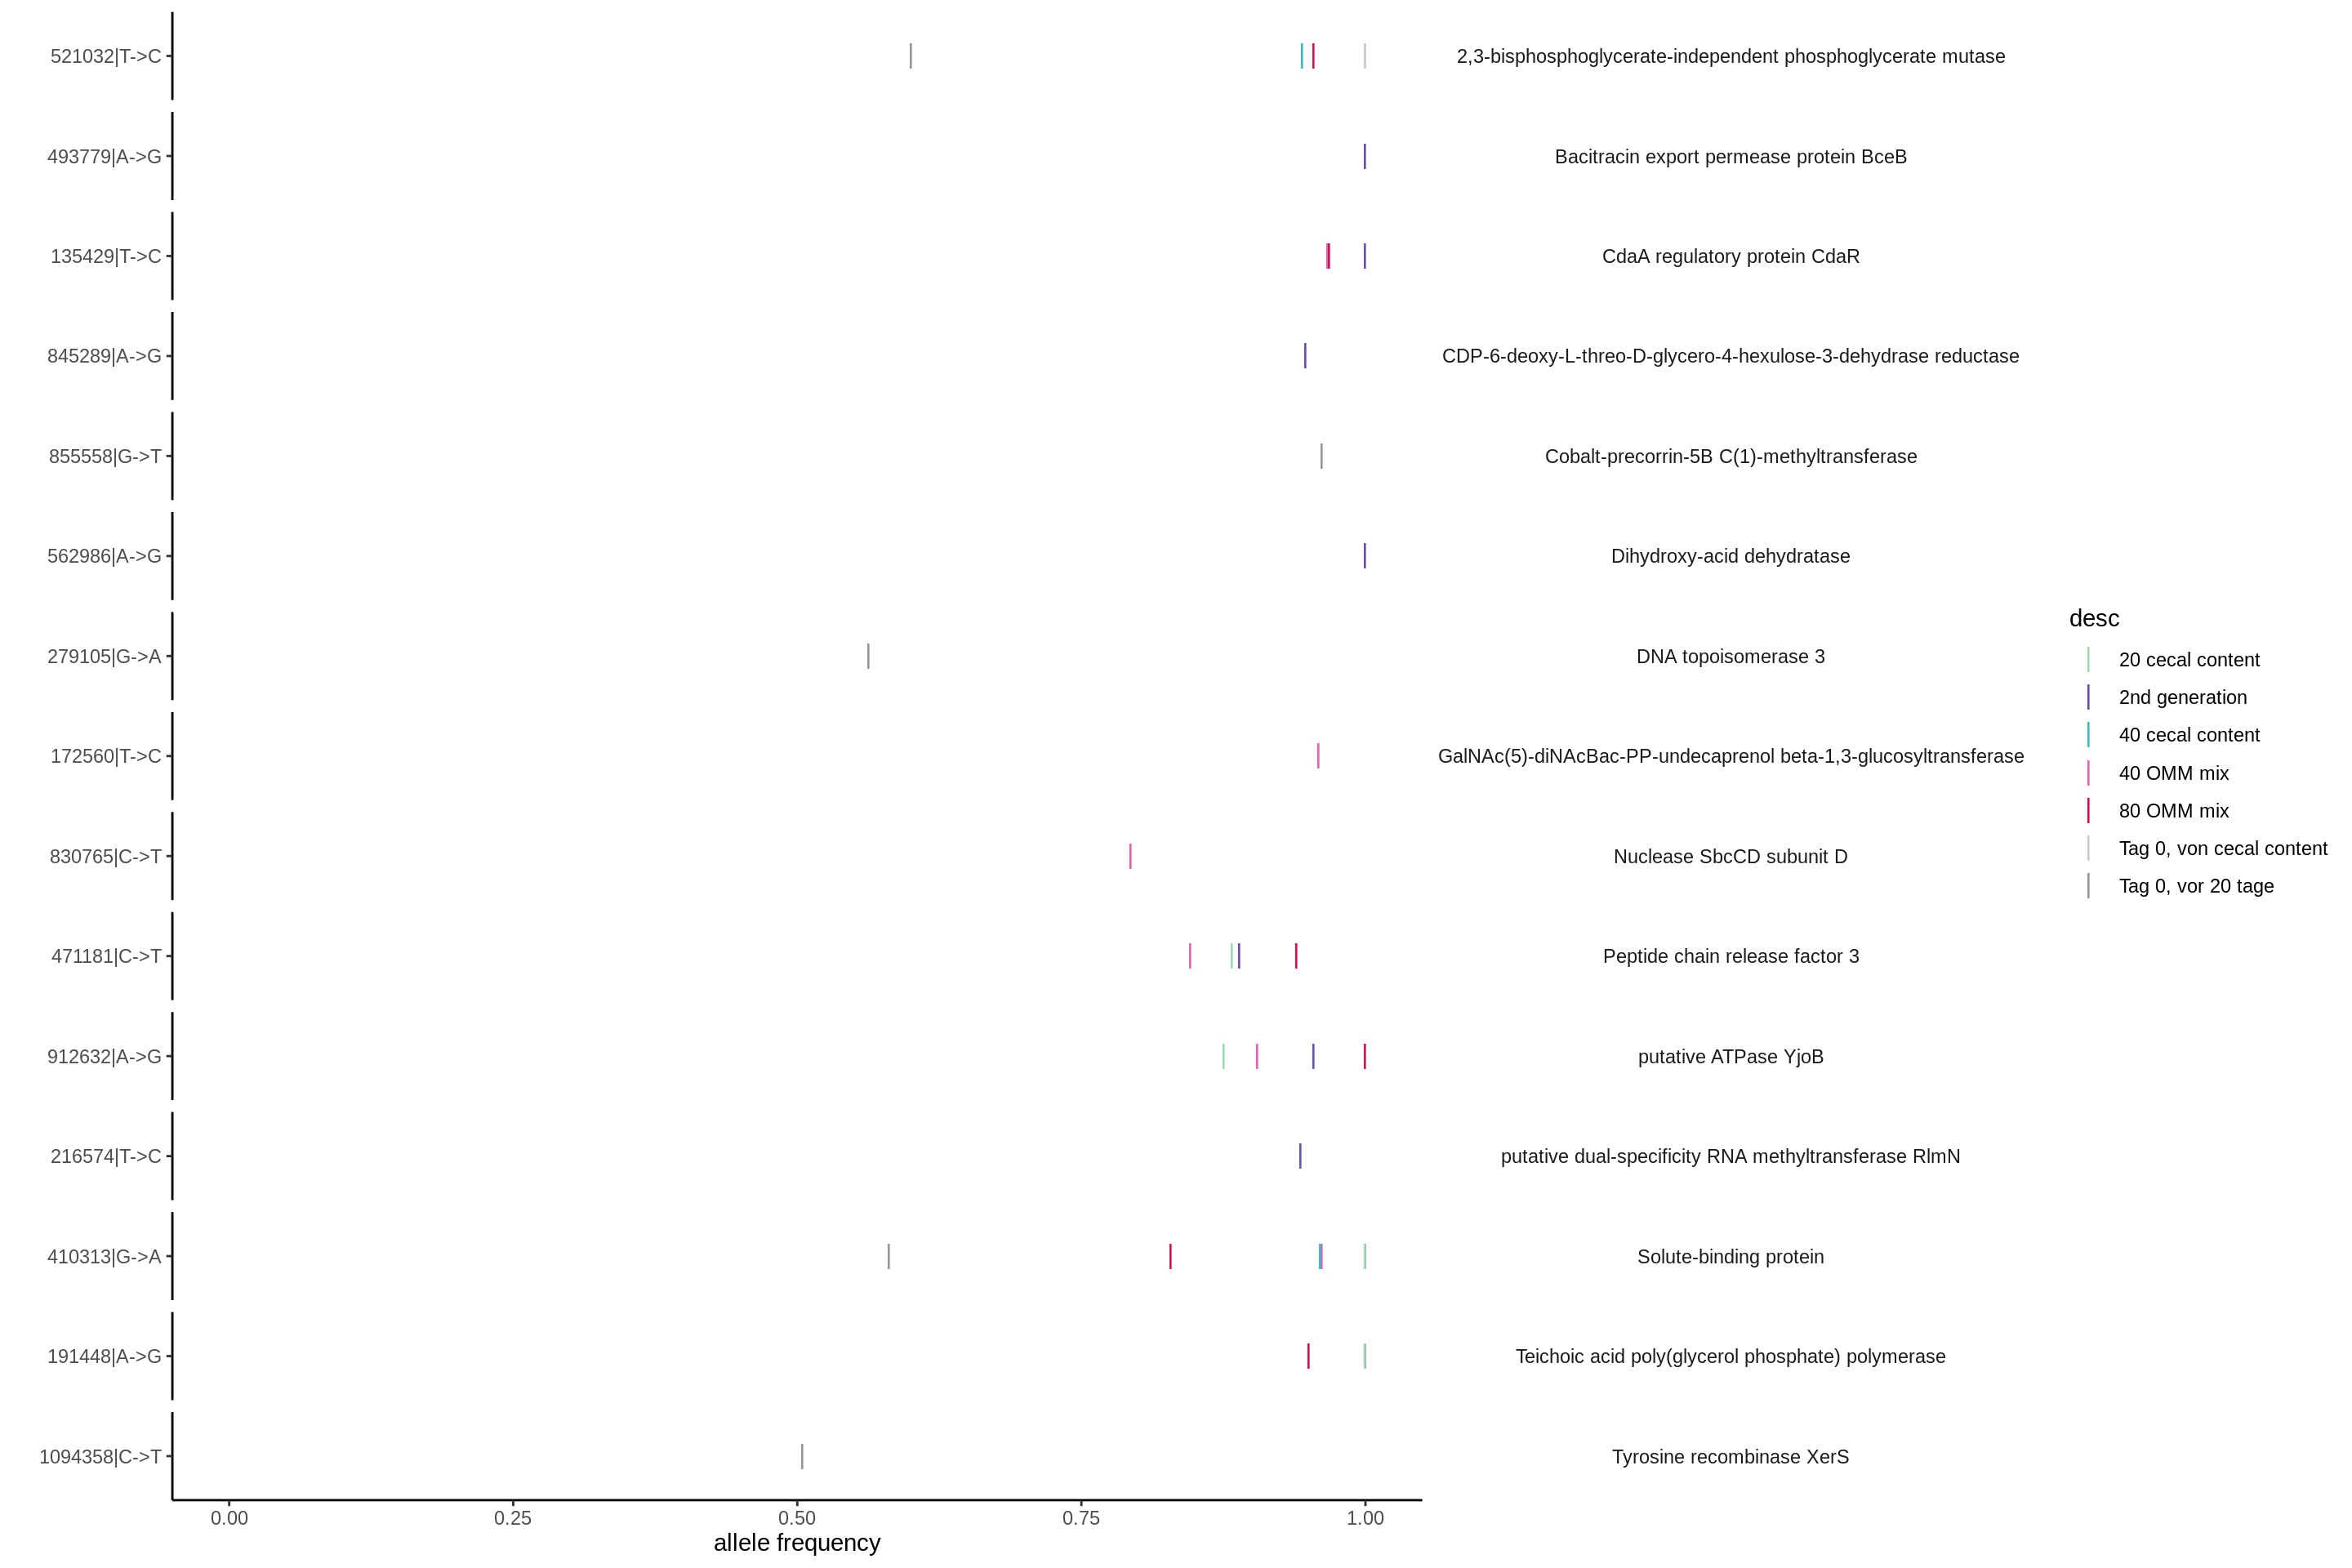 521032|T->C 2,3-bisphosphoglycerate-independent phosphoglycerate mutase
493779|A->G Bacitracin export permease protein BceB
135429|T->C CdaA regulatory protein CdaR
845289|A->G CDP-6-deoxy-L-threo-D-glycero-4-hexulose-3-dehydrase reductase
855558|G->T Cobalt-precorrin-5B C(1)-methyltransferase
562986|A->G Dihydroxy-acid dehydratase
279105|G->A DNA topoisomerase 3
172560|T->C GalNAc(5)-diNAcBac-PP-undecaprenol beta-1,3-glucosyltransferase
830765|C->T Nuclease SbcCD subunit D
471181|C->T Peptide chain release factor 3
912632|A->G putative ATPase YjoB
216574|T->C putative dual-specificity RNA methyltransferase RlmN
410313|G->A Solute-binding protein
191448|A->G Teichoic acid poly(glycerol phosphate) polymerase
1094358|C->T Tyrosine recombinase XerS
0.00 0.25 0.50 0.75 1.00
allele frequency
desc
20 cecal content
2nd generation
40 cecal content
40 OMM mix
80 OMM mix
Tag 0, von cecal content
Tag 0, vor 20 tage